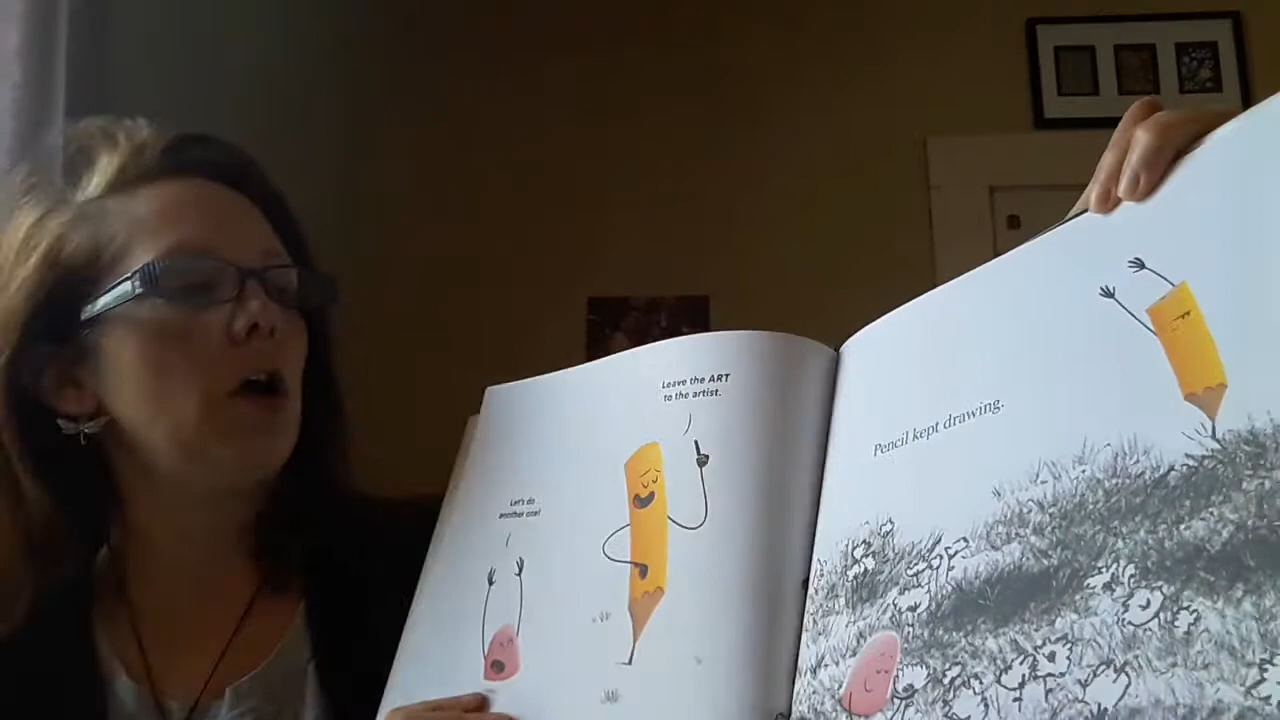 Leave the ART
to the artist.
Let's do
another one!
Pencil kept drawing.